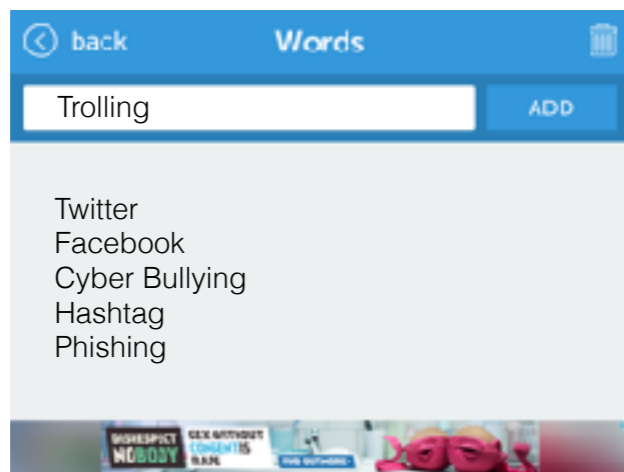 back
Words
Trolling
ADD
Twitter
Facebook
Cyber Bullying
Hashtag
Phishing
DISRESPECT
NOBODY
SEX WITHOUT
CONSENT IS
RAPE